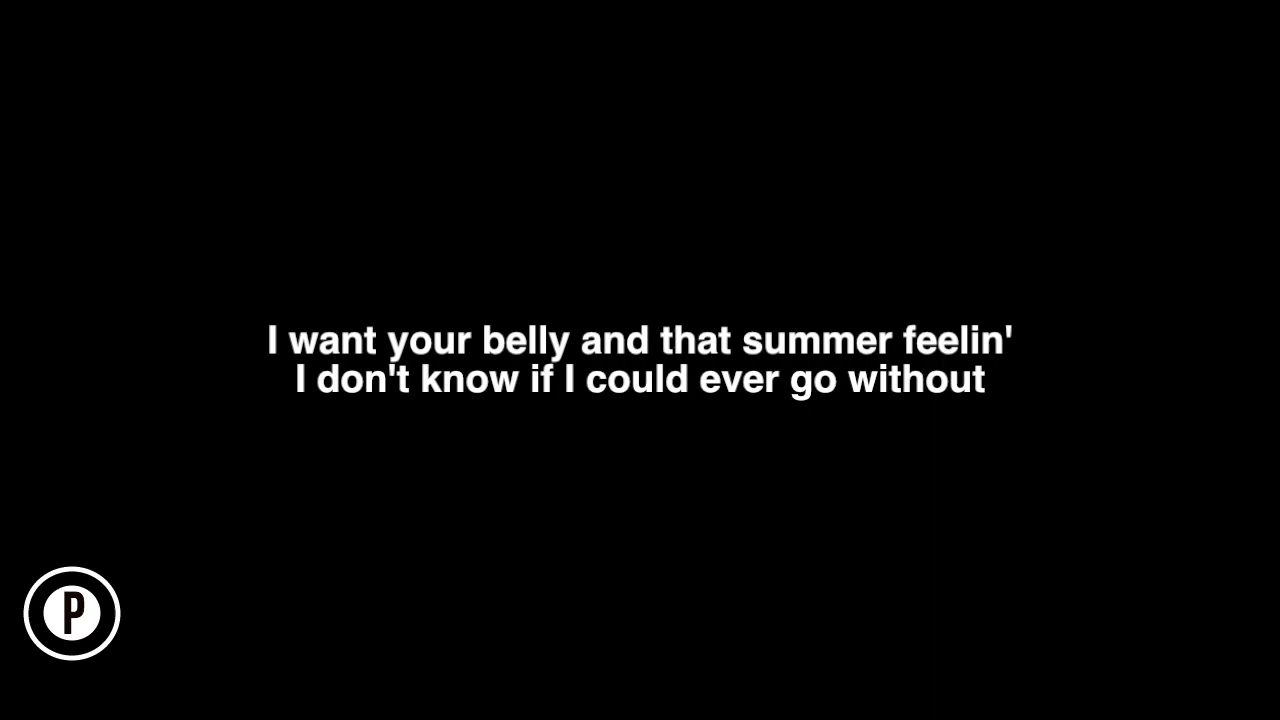 I want your belly and that summer feelin'
I don't know if I could ever go without
P